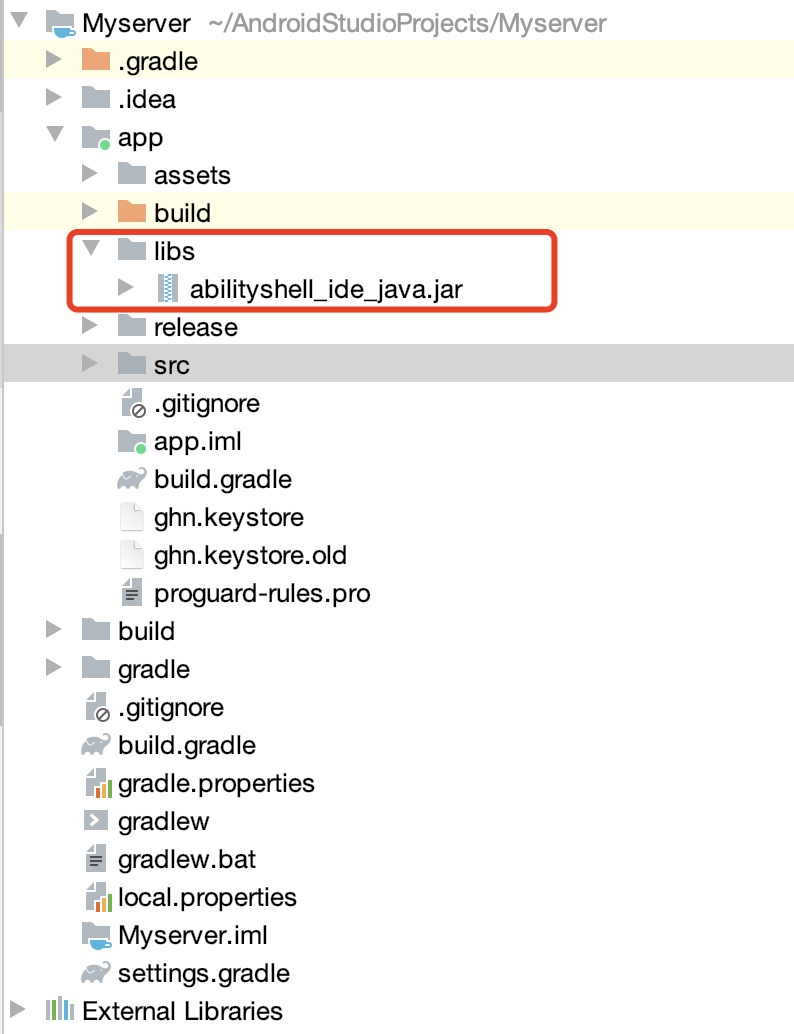 Myserver ~/AndroidStudioProjects/Myserver
.gradle
.idea
app
assets
build
libs
abilityshell_ide_java.jar
release
src
.gitignore
app.iml
build.gradle
ghn.keystore
ghn.keystore.old
proguard-rules.pro
build
gradle
.gitignore
build.gradle
gradle.properties
gradlew
gradlew.bat
local.properties
Myserver.iml
settings.gradle
External Libraries